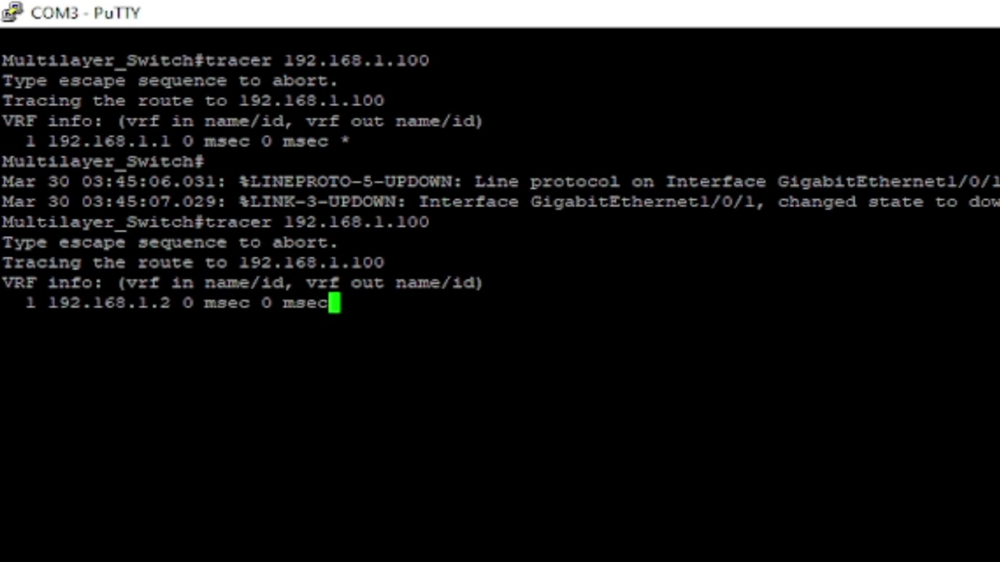 COM3 - PuTTY
Multilayer_Switch#tracer 192.168.1.100
Type escape sequence to abort.
Tracing the route to 192.168.1.100
VRF info: (vrf in name/id, vrf out name/id)
1 192.168.1.1 0 msec 0 msec *
Multilayer_Switch#
Mar 30 03:45:06.031: %LINEPROTO-5-UPDOWN: Line protocol on Interface GigabitEthernet1/0/1
Mar 30 03:45:07.029: %LINK-3-UPDOWN: Interface GigabitEthernet1/0/1, changed state to dow
Multilayer_Switch#tracer 192.168.1.100
Type escape sequence to abort.
Tracing the route to 192.168.1.100
VRF info: (vrf in name/id, vrf out name/id)
1 192.168.1.2 0 msec 0 msec